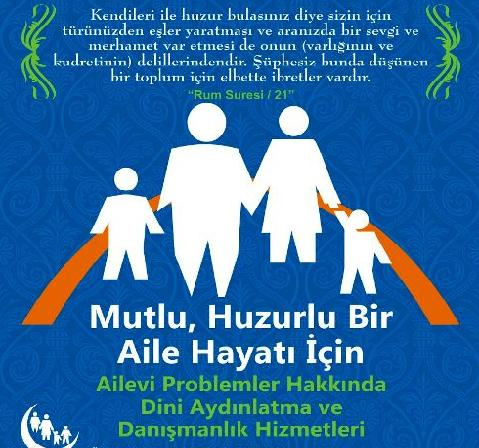 Kendileri ile huzur bulasınız diye sizin için
türünüzden eşler yaratması ve aranızda bir sevgi ve
merhamet var etmesi de onun (varlığının ve
kudretinin) delillerindendir. Şüphesiz bunda düşünen
bir toplum için elbette ibretler vardır.
“Rum Suresi / 21”
Mutlu, Huzurlu Bir
Aile Hayatı İçin
Ailevi Problemler Hakkında
Dini Aydınlatma ve
Danışmanlık Hizmetleri